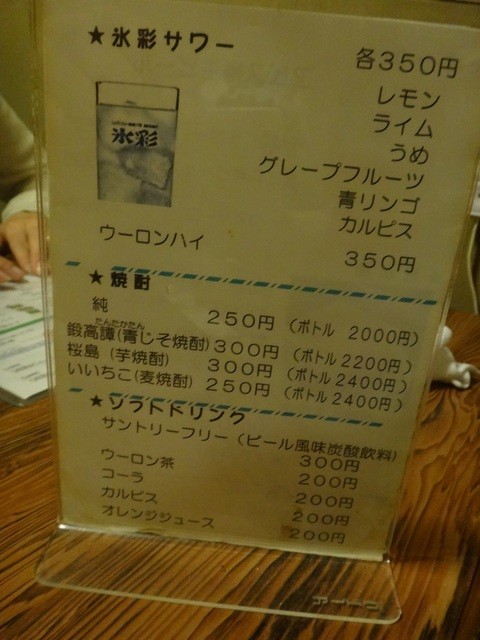 ★氷彩サワー 各350円
レモン
ライム
うめ
グレープフルーツ
青リンゴ
カルピス
氷彩
ウーロンハイ 350円
★焼酎
純 250円 (ボトル 2000円)
たんたかたん
鍛高譚(青じそ焼酎) 300円 (ボトル2200円)
桜島(芋焼酎) 300円 (ボトル2400円)
いいちこ(麦焼酎) 250円 (ボトル2400円)
★ソフトドリンク
サントリーフリー(ビール風味炭酸飲料)
300円
ウーロン茶 200円
コーラ 200円
カルピス 200円
オレンジジュース 200円